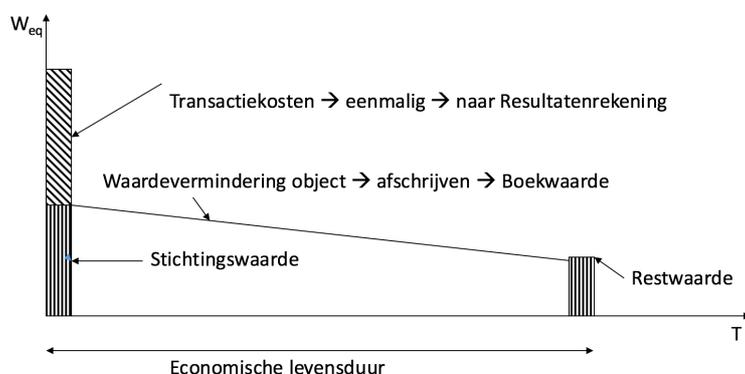 Weq
Transactiekosten → eenmalig → naar Resultatenrekening
Waardevermindering object → afschrijven → Boekwaarde
Stichtingswaarde
Restwaarde
T
Economische levensduur